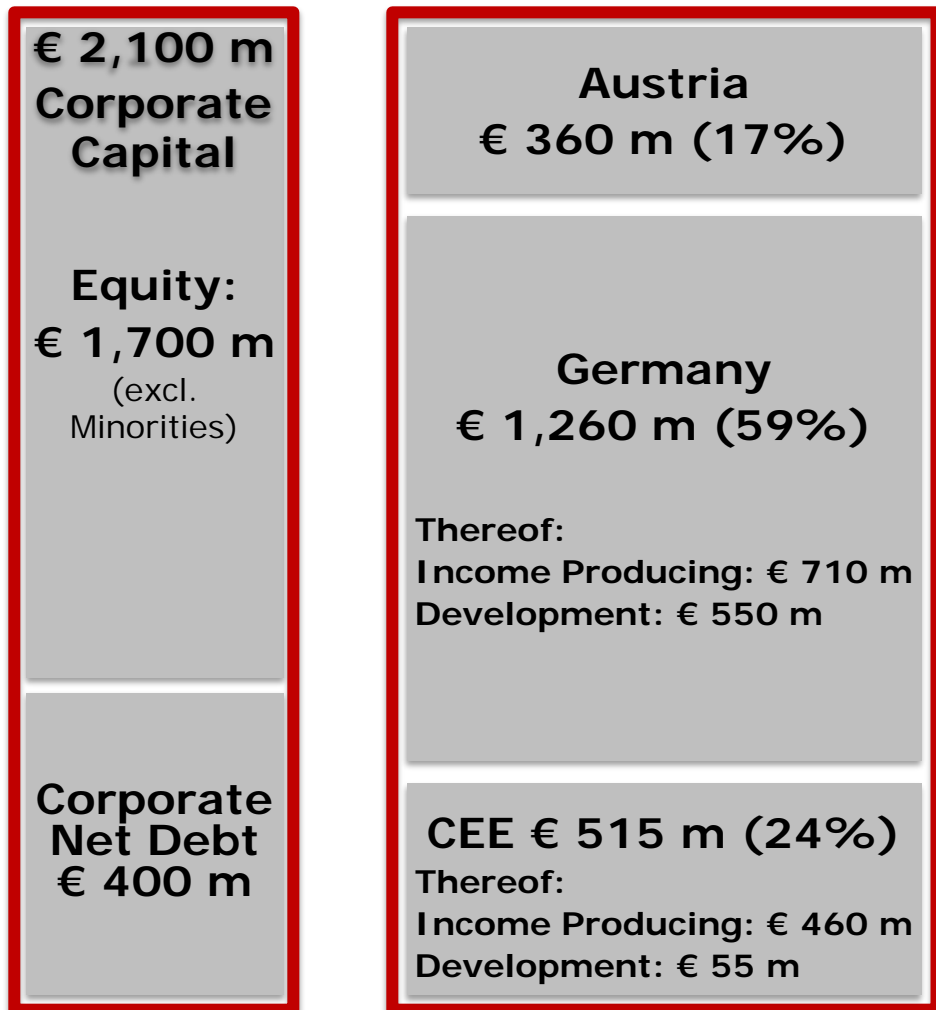 € 2,100 m
Corporate
Capital
Equity:
€ 1,700 m
(excl.
Minorities)
Corporate
Net Debt
€ 400 m
Austria
€ 360 m (17%)
Germany
€ 1,260 m (59%)
Thereof:
Income Producing: € 710 m
Development: € 550 m
CEE € 515 m (24%)
Thereof:
Income Producing: € 460 m
Development: € 55 m